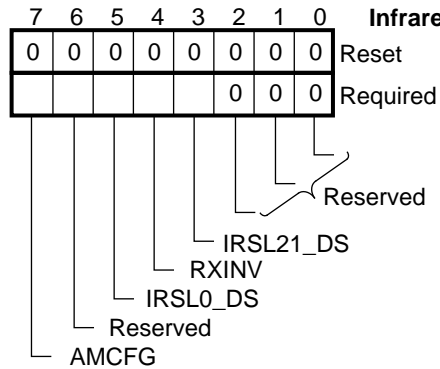 7 6 5 4 3 2 1 0 Infrare
0 0 0 0 0 0 0 0 Reset
0 0 0 Required
Reserved
IRSL21_DS
RXINV
IRSL0_DS
Reserved
AMCFG